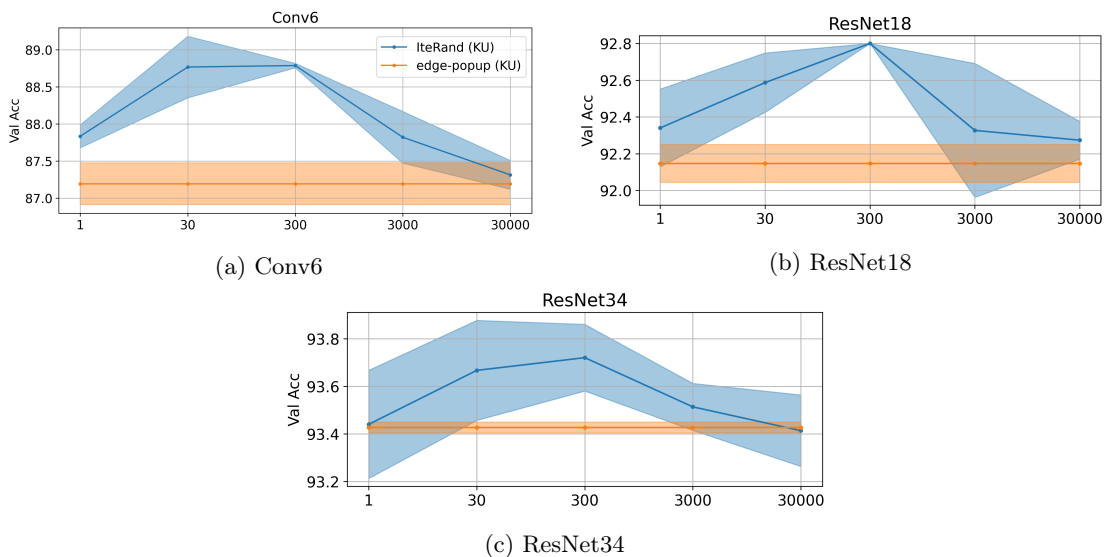 Conv6
Val Acc
89.0
88.5
88.0
87.5
87.0
IteRand (KU)
edge-popup (KU)
1 30 300 3000 30000
(a) Conv6
ResNet18
Val Acc
92.8
92.6
92.4
92.2
92.0
1 30 300 3000 30000
(b) ResNet18
ResNet34
Val Acc
93.8
93.6
93.4
93.2
1 30 300 3000 30000
(c) ResNet34